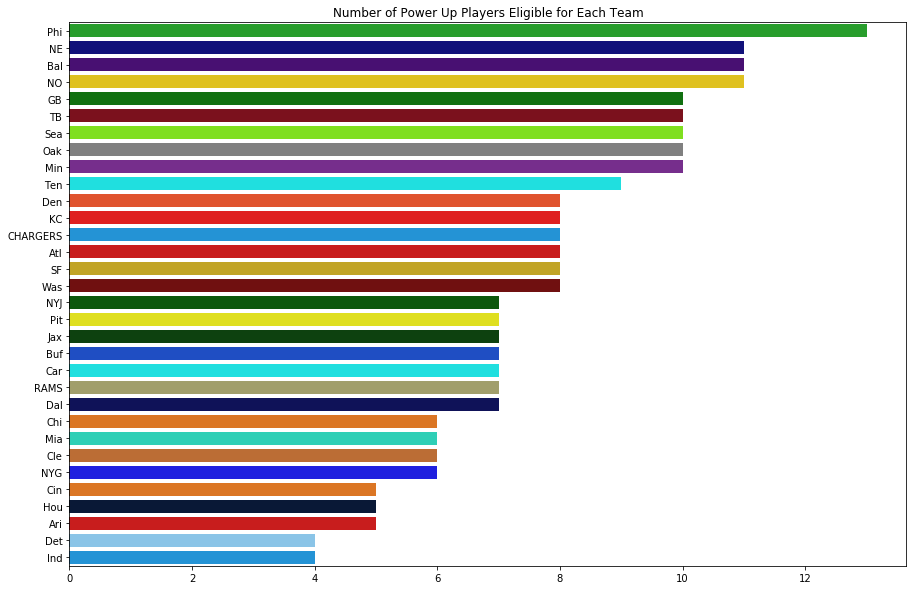 Number of Power Up Players Eligible for Each Team
Phi
NE
Bal
NO
GB
TB
Sea
Oak
Min
Ten
Den
KC
CHARGERS
Atl
SF
Was
NYJ
Pit
Jax
Buf
Car
RAMS
Dal
Chi
Mia
Cle
NYG
Cin
Hou
Ari
Det
Ind
0 2 4 6 8 10 12